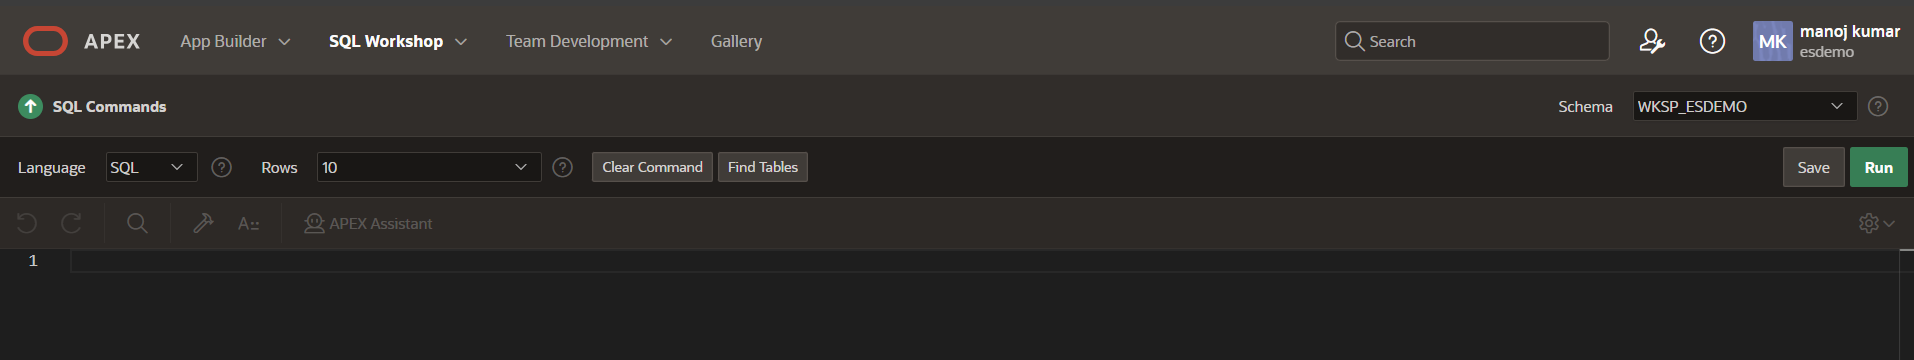 APEX App Builder SQL Workshop Team Development Gallery Search ? MK manoj kumar
esdemo
SQL Commands Schema WKSP_ESDEMO ?
Language SQL ? Rows 10 ? Clear Command Find Tables Save Run
A:: APEX Assistant
1